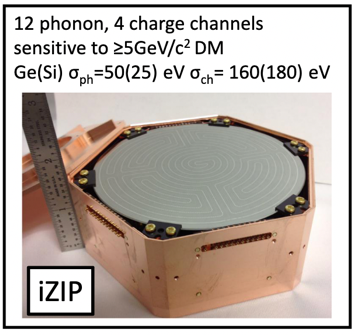 12 phonon, 4 charge channels
sensitive to ≥5GeV/c² DM
Ge(Si) σph=50(25) eV σch= 160(180) eV
iZIP